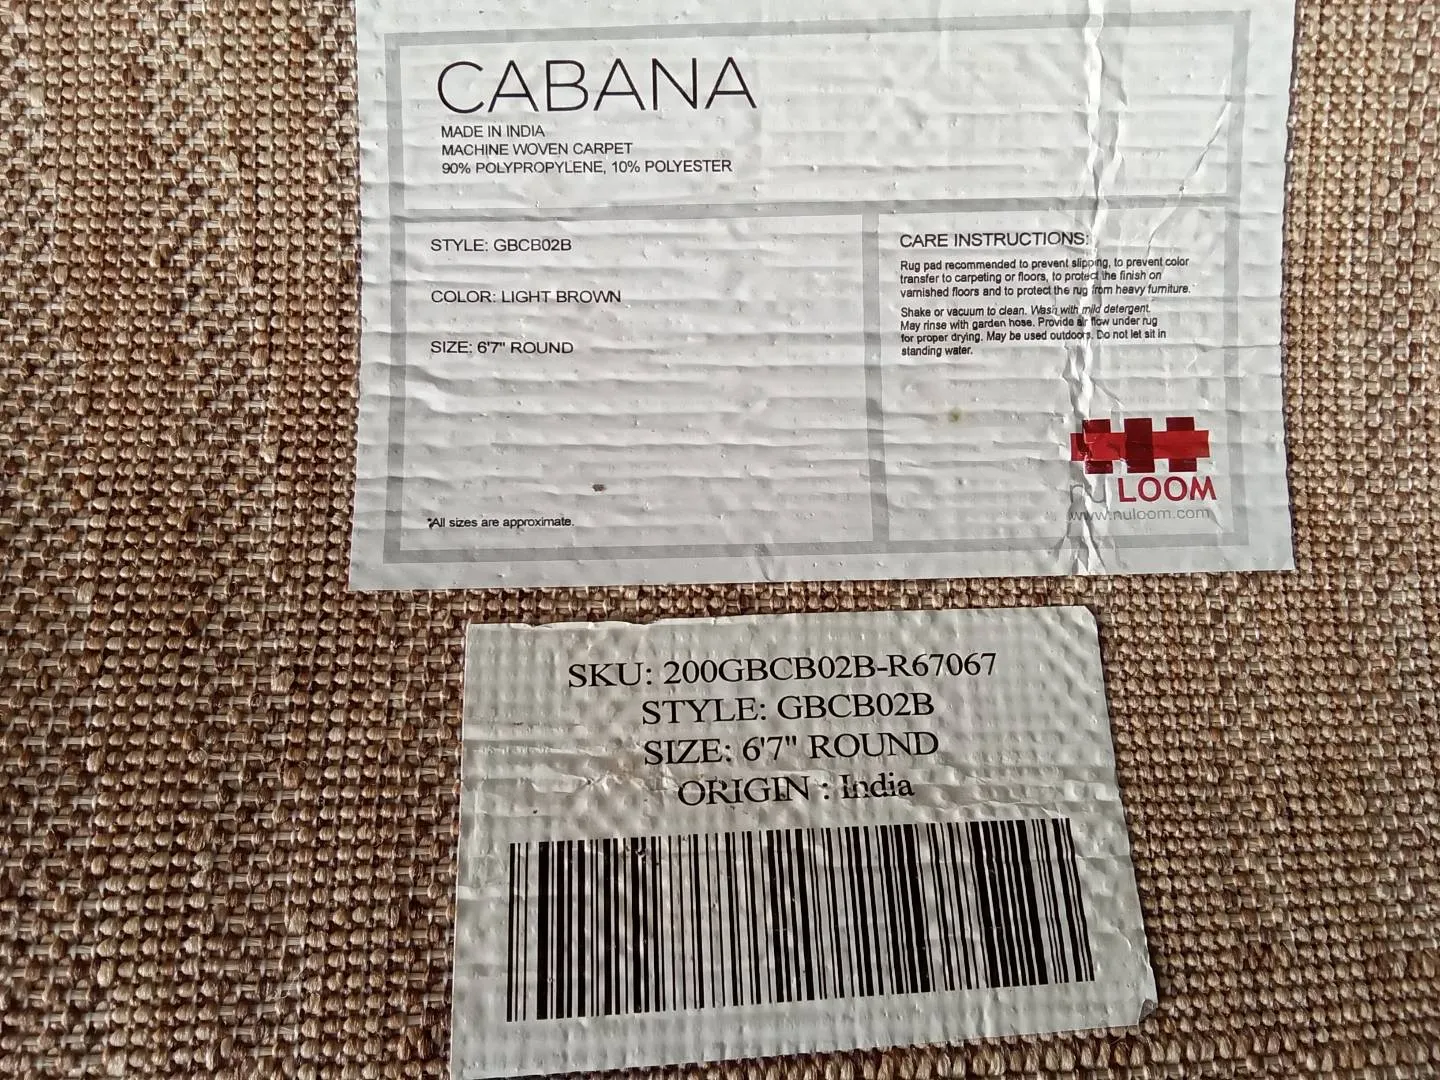 CABANA
MADE IN INDIA
MACHINE WOVEN CARPET
90% POLYPROPYLENE, 10% POLYESTER
STYLE: GBCB02B
COLOR: LIGHT BROWN
SIZE: 6'7" ROUND
*All sizes are approximate.
CARE INSTRUCTIONS:
Rug pad recommended to prevent slipping, to prevent color
transfer to carpeting or floors, to protect the finish on
varnished floors and to protect the rug from heavy furniture.
Shake or vacuum to clean. Wash with mild detergent.
May rinse with garden hose. Provide air flow under rug
for proper drying. May be used outdoors. Do not let sit in
standing water.
nuLOOM
www.nuloom.com
SKU: 200GBCB02B-R67067
STYLE: GBCB02B
SIZE: 6'7" ROUND
ORIGIN : India